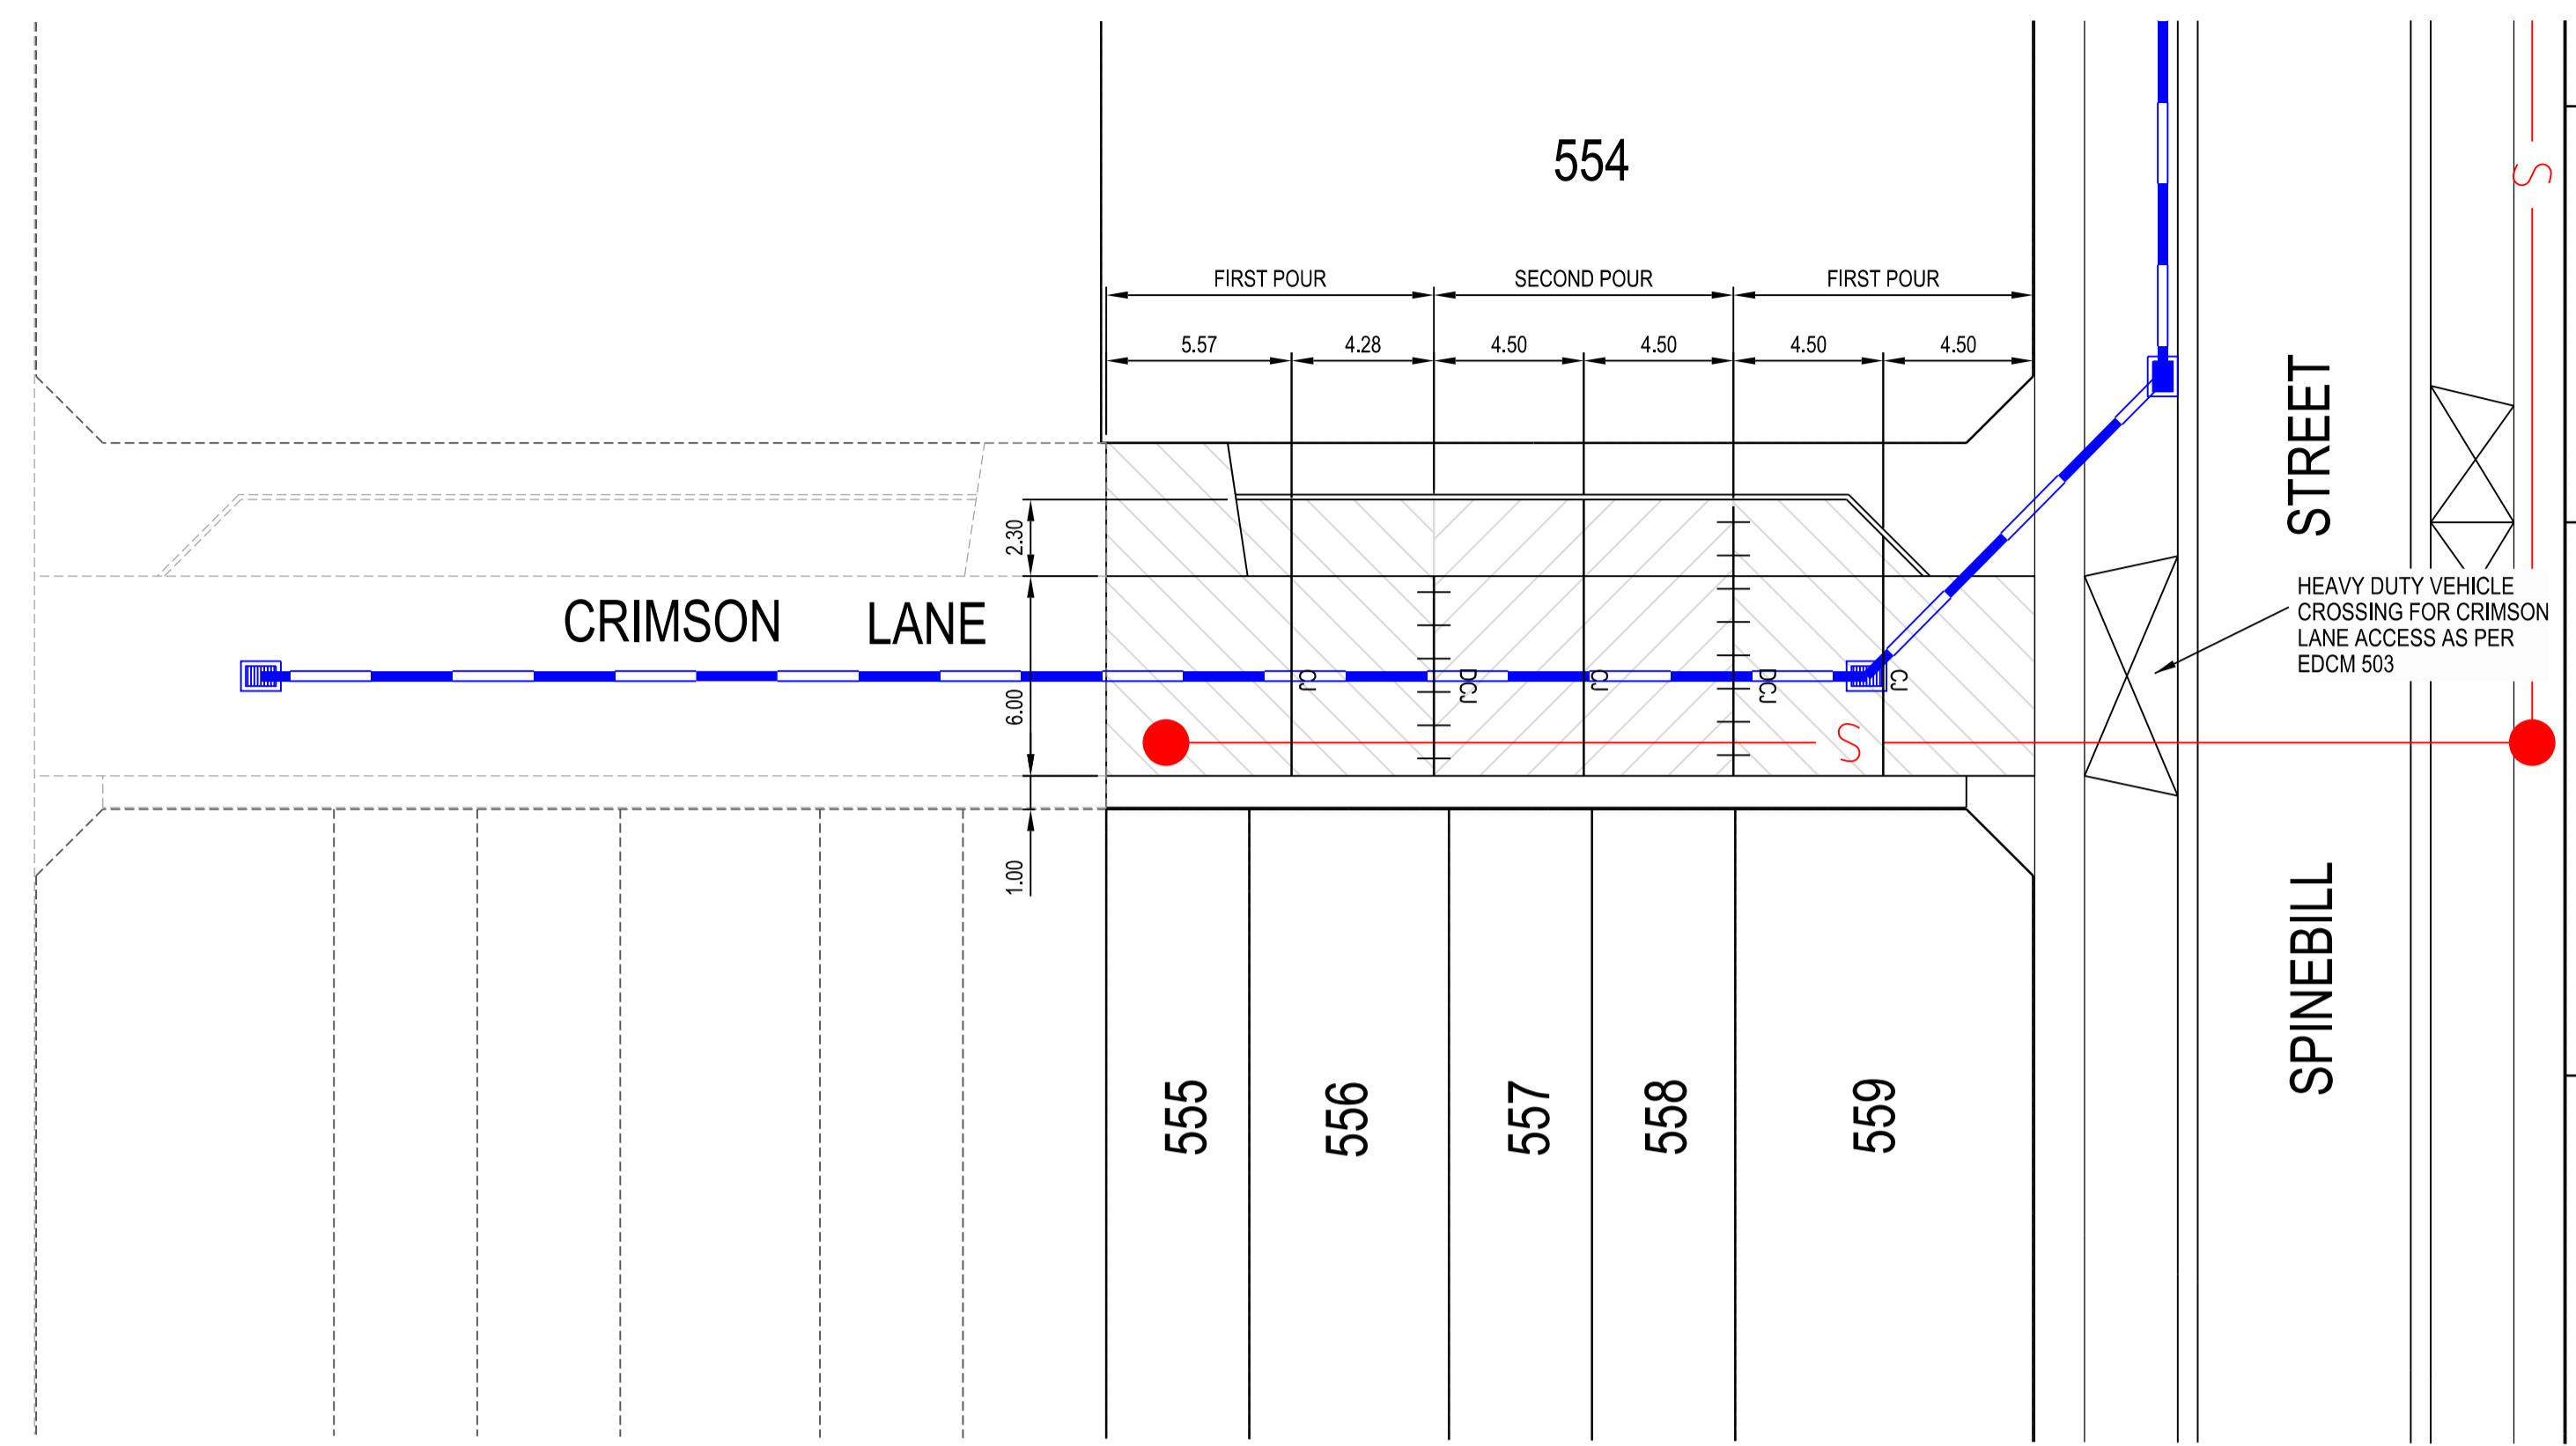 554
FIRST POUR
SECOND POUR
FIRST POUR
5.57
4.28
4.50
4.50
4.50
4.50
S
STREET
2.30
CRIMSON LANE
HEAVY DUTY VEHICLE
CROSSING FOR CRIMSON
LANE ACCESS AS PER
EDCM 503
CJ
DCJ
CJ
DCJ
CJ
6.00
S
1.00
SPINEBILL
555
556
557
558
559